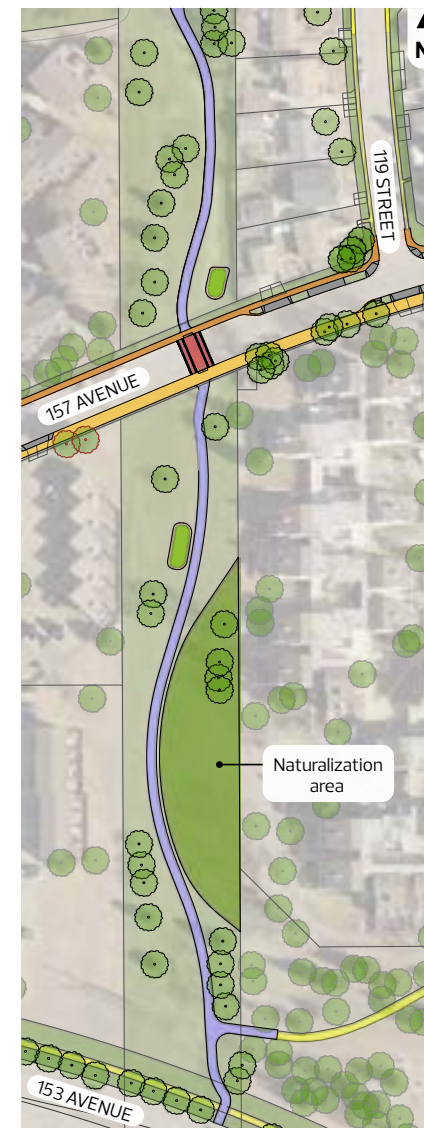 N
119 STREET
157 AVENUE
Naturalization
area
153 AVENUE